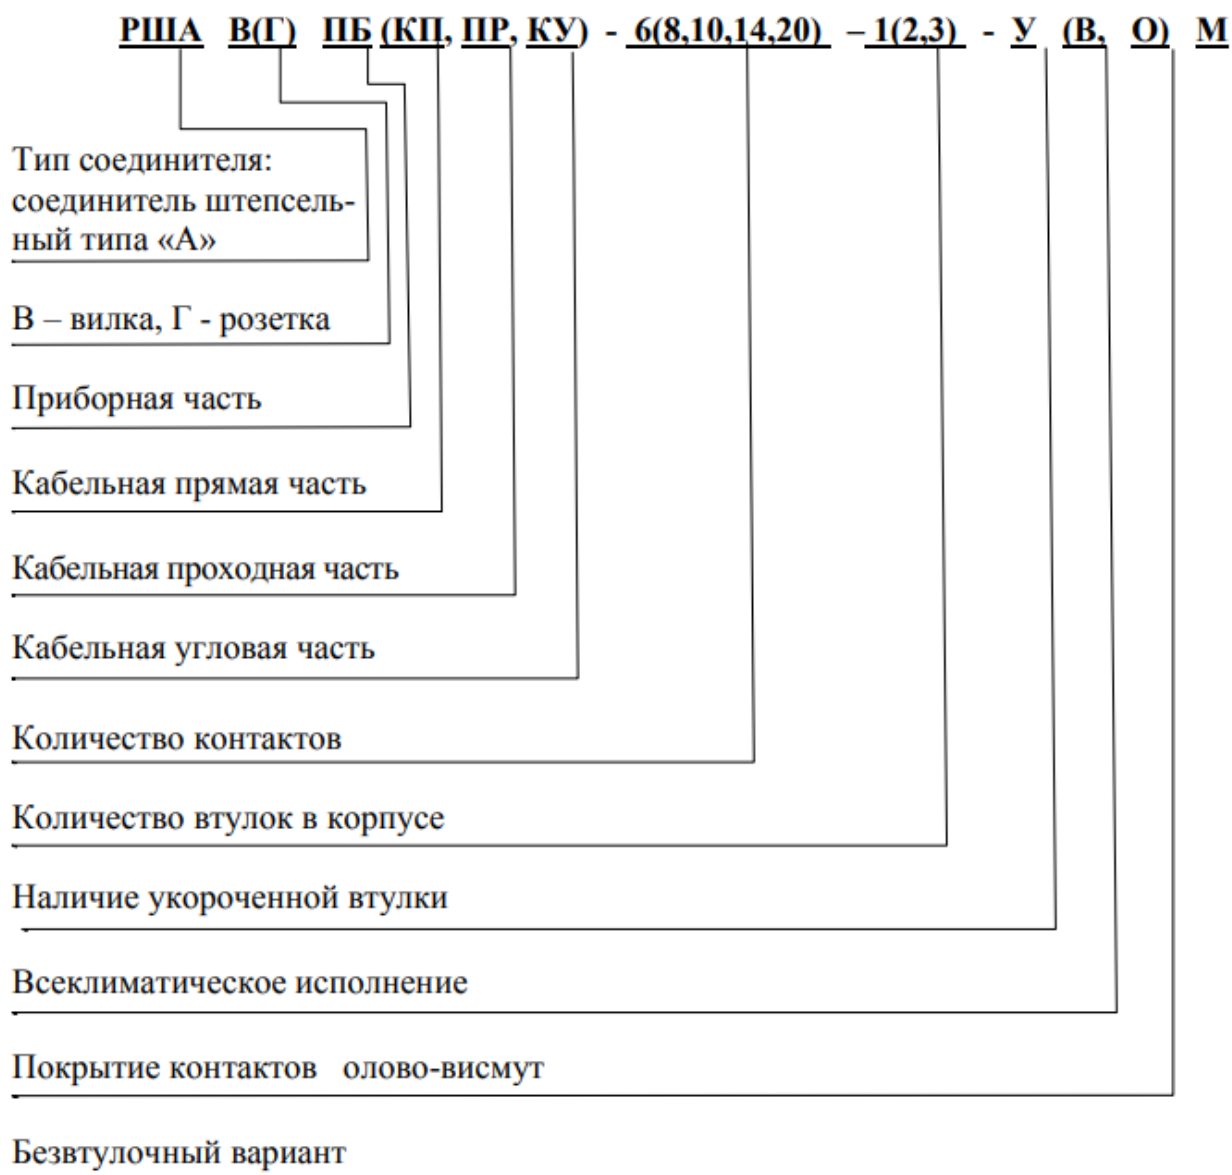 РША В(Г) ПБ (КП, ПР, КУ) - 6(8,10,14,20) – 1(2,3) - У (В, О) М
Тип соединителя:
соединитель штепсель-
ный типа «А»
В – вилка, Г - розетка
Приборная часть
Кабельная прямая часть
Кабельная проходная часть
Кабельная угловая часть
Количество контактов
Количество втулок в корпусе
Наличие укороченной втулки
Всеклиматическое исполнение
Покрытие контактов олово-висмут
Безвтулочный вариант